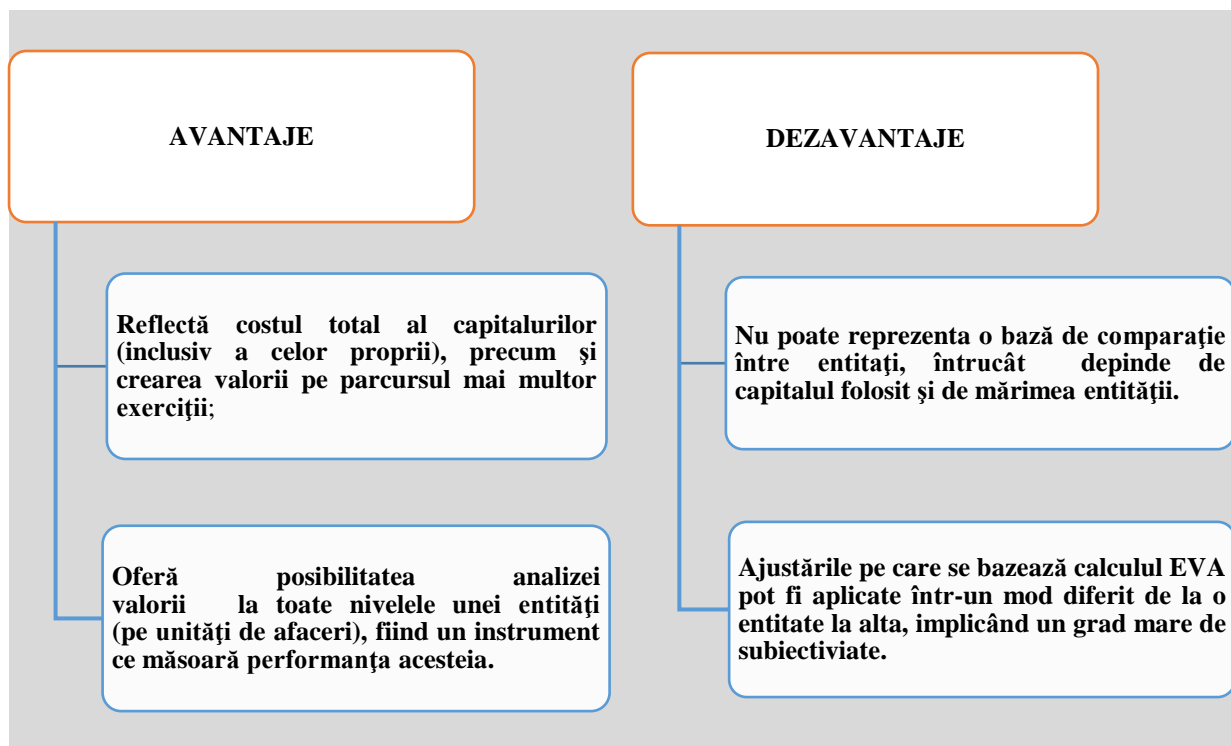 AVANTAJE
Reflectă costul total al capitalurilor
(inclusiv a celor proprii), precum şi
crearea valorii pe parcursul mai multor
exerciţii;
Oferă posibilitatea analizei
valorii la toate nivelele unei entităţi
(pe unităţi de afaceri), fiind un instrument
ce măsoară performanţa acesteia.
DEZAVANTAJE
Nu poate reprezenta o bază de comparaţie
între entitaţi, întrucât depinde de
capitalul folosit şi de mărimea entităţii.
Ajustările pe care se bazează calculul EVA
pot fi aplicate într-un mod diferit de la o
entitate la alta, implicând un grad mare de
subiectiviate.